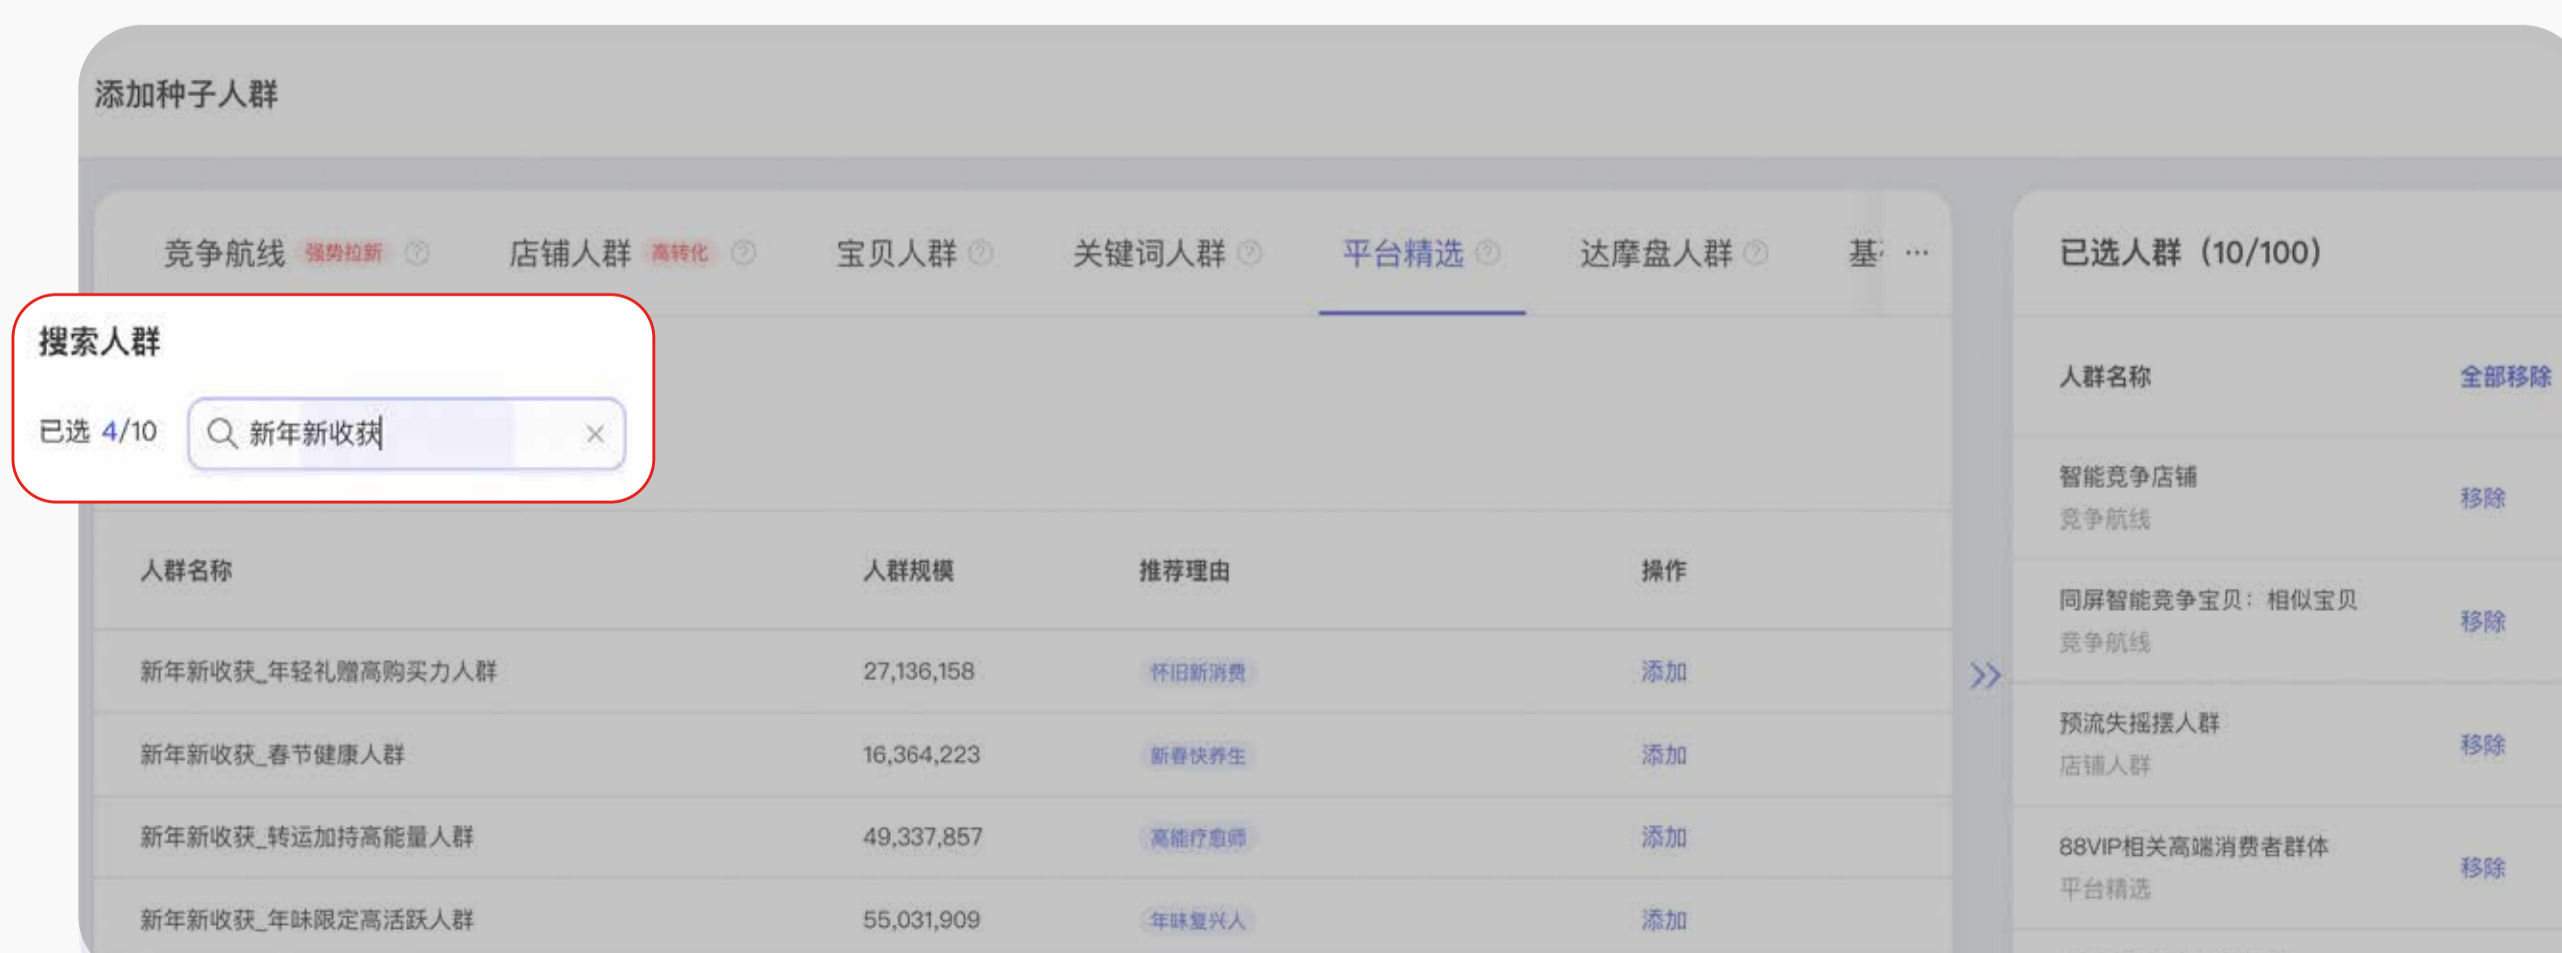 添加种子人群
竞争航线 强势拉新 店铺人群 高转化 宝贝人群 关键词人群 平台精选 达摩盘人群 ...
搜索人群
已选 4/10 新年新收获
人群名称 人群规模 推荐理由 操作
新年新收获_年轻礼赠高购买力人群 27,136,158 怀旧新消费 添加
新年新收获_春节健康人群 16,364,223 新春快养生 添加
新年新收获_转运加持高能量人群 49,337,857 高能疗愈师 添加
新年新收获_年味限定高活跃人群 55,031,909 年味复兴人 添加
已选人群（10/100）
人群名称 全部移除
智能竞争店铺 移除
竞争航线
同屏智能竞争宝贝：相似宝贝 移除
竞争航线
预流失摇摆人群 移除
店铺人群
88VIP相关高端消费者群体 移除
平台精选